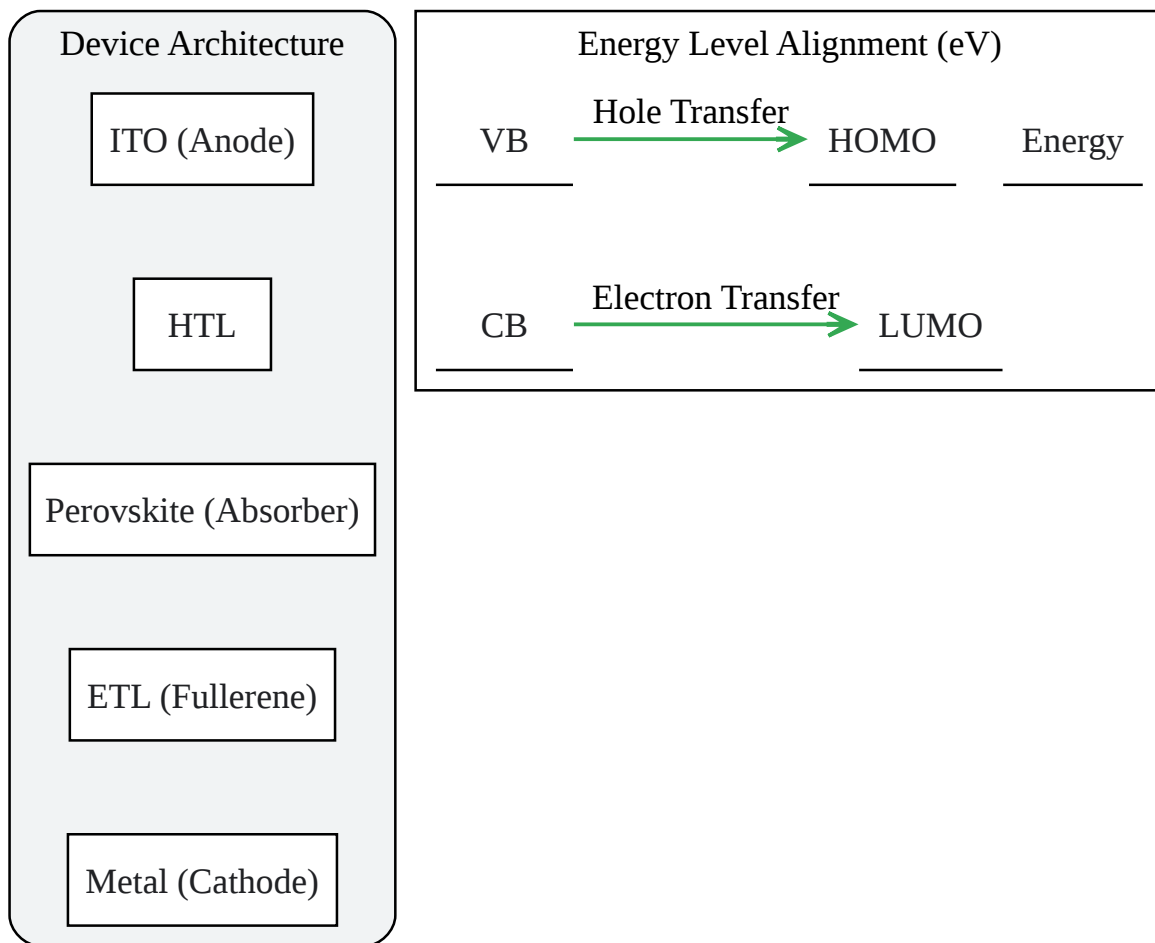 Device Architecture
ITO (Anode)
HTL
Perovskite (Absorber)
ETL (Fullerene)
Metal (Cathode)
Energy Level Alignment (eV)
VB
Hole Transfer
HOMO
Energy
CB
Electron Transfer
LUMO